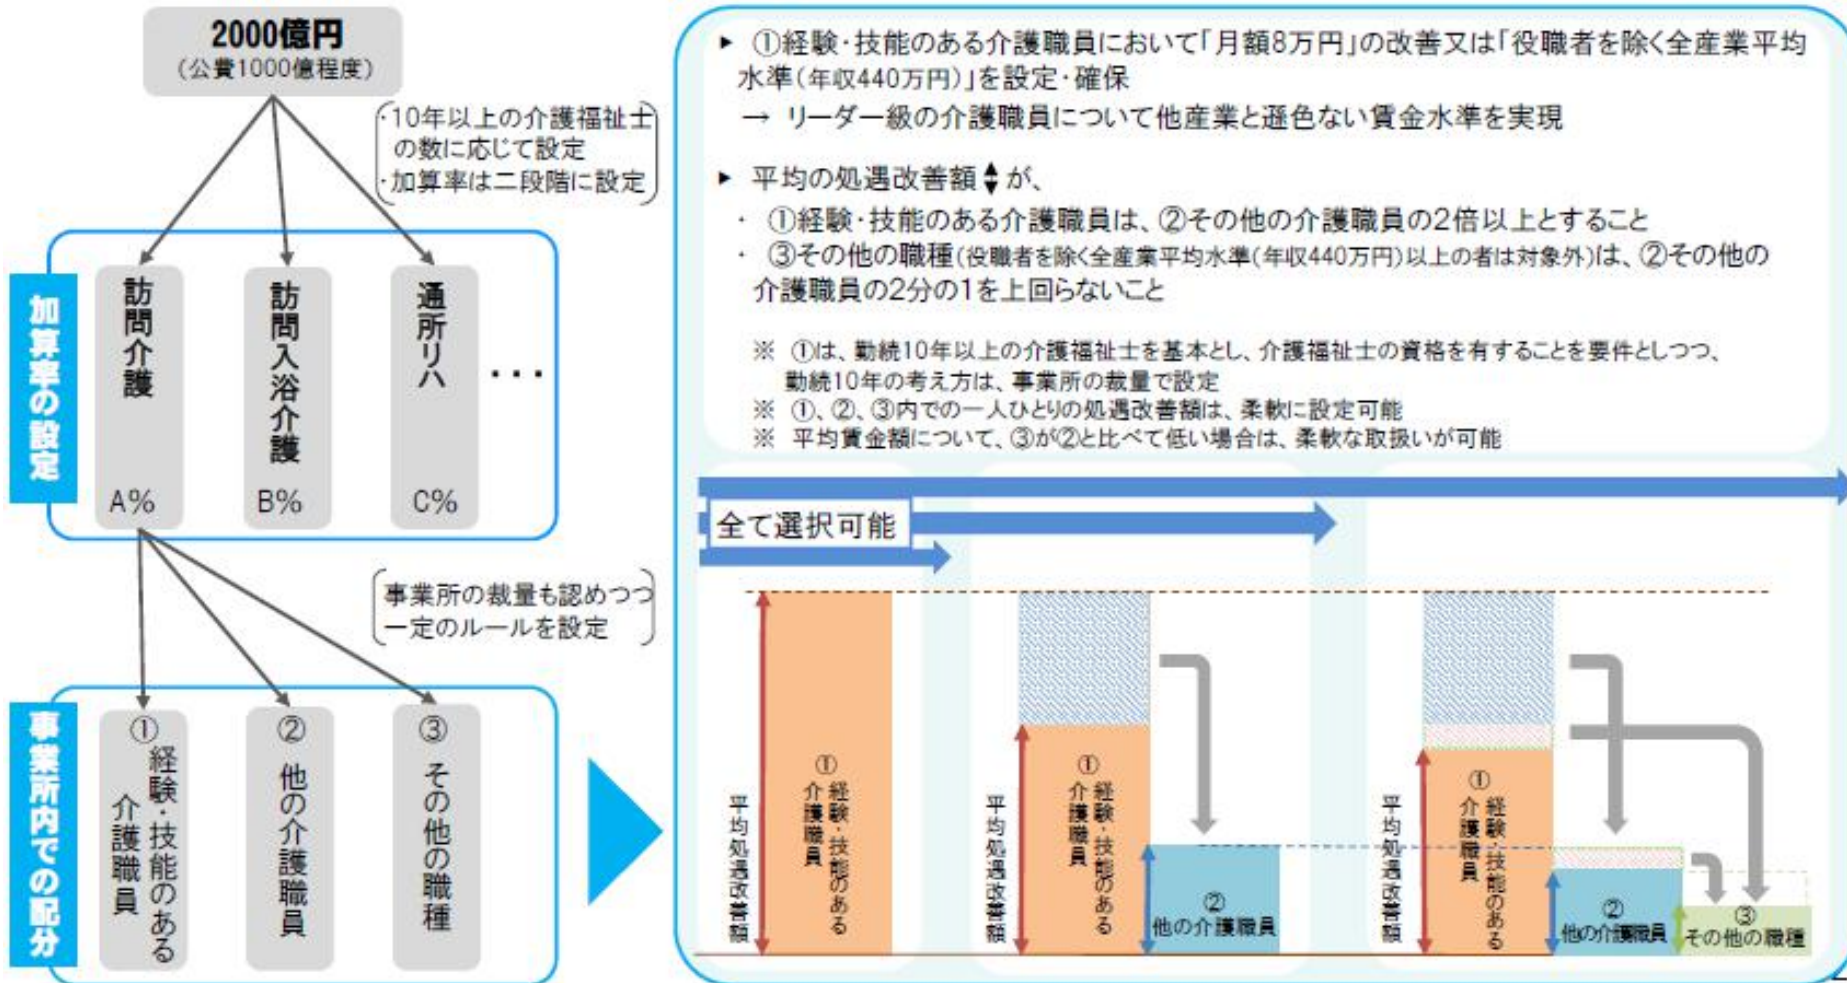 2000億円
(公費1000億程度)
・10年以上の介護福祉士
の数に応じて設定
・加算率は二段階に設定
加算率の設定
訪問介護
A%
訪問入浴介護
B%
通所リハ
C%
・・・
事業所の裁量も認めつつ
一定のルールを設定
事業所内での配分
①
経験・技能のある
介護職員
②
他の介護職員
③
その他の職種
▶ ①経験・技能のある介護職員において「月額8万円」の改善又は「役職者を除く全産業平均
水準(年収440万円)」を設定・確保
→ リーダー級の介護職員について他産業と遜色ない賃金水準を実現
▶ 平均の処遇改善額 が、
・ ①経験・技能のある介護職員は、②その他の介護職員の2倍以上とすること
・ ③その他の職種(役職者を除く全産業平均水準(年収440万円)以上の者は対象外)は、②その他の
介護職員の2分の1を上回らないこと
※ ①は、勤続10年以上の介護福祉士を基本とし、介護福祉士の資格を有することを要件としつつ、
勤続10年の考え方は、事業所の裁量で設定
※ ①、②、③内での一人ひとりの処遇改善額は、柔軟に設定可能
※ 平均賃金額について、③が②と比べて低い場合は、柔軟な取扱いが可能
全て選択可能
平均処遇改善額
①
経験・技能のある
介護職員
平均処遇改善額
①
経験・技能のある
介護職員
②
他の介護職員
平均処遇改善額
①
経験・技能のある
介護職員
②
他の介護職員
③
その他の職種